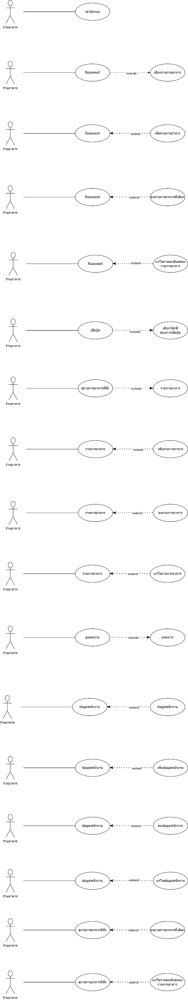 เข้าสู่ระบบ
ร้านอาหาร
รับออเดอร์
include
เลือกรายการอาหาร
ร้านอาหาร
รับออเดอร์
extend
เพิ่มรายการอาหาร
ร้านอาหาร
รับออเดอร์
extend
ลบรายการอาหารที่เลือก
ร้านอาหาร
รับออเดอร์
extend
แก้ไขรายละเอียดของ
รายการอาหาร
ร้านอาหาร
เช็คบิล
include
เลือกโต๊ะที่
ต้องการเช็คบิล
ร้านอาหาร
ดูรายการอาหารที่สั่ง
include
รายการอาหาร
ร้านอาหาร
รายการอาหาร
extend
เพิ่มรายการอาหาร
ร้านอาหาร
รายการอาหาร
extend
ลบรายการอาหาร
ร้านอาหาร
รายการอาหาร
extend
แก้ไขรายการอาหาร
ร้านอาหาร
ดูยอดขาย
include
ยอดขาย
ร้านอาหาร
ข้อมูลพนักงาน
extend
ข้อมูลพนักงาน
ร้านอาหาร
ข้อมูลพนักงาน
extend
เพิ่มข้อมูลพนักงาน
ร้านอาหาร
ข้อมูลพนักงาน
extend
ลบข้อมูลพนักงาน
ร้านอาหาร
ข้อมูลพนักงาน
extend
แก้ไขข้อมูลพนักงาน
ร้านอาหาร
ดูรายการอาหารที่สั่ง
extend
ลบรายการอาหารที่เลือก
ร้านอาหาร
ดูรายการอาหารที่สั่ง
extend
แก้ไขรายละเอียดของ
รายการอาหาร
ร้านอาหาร